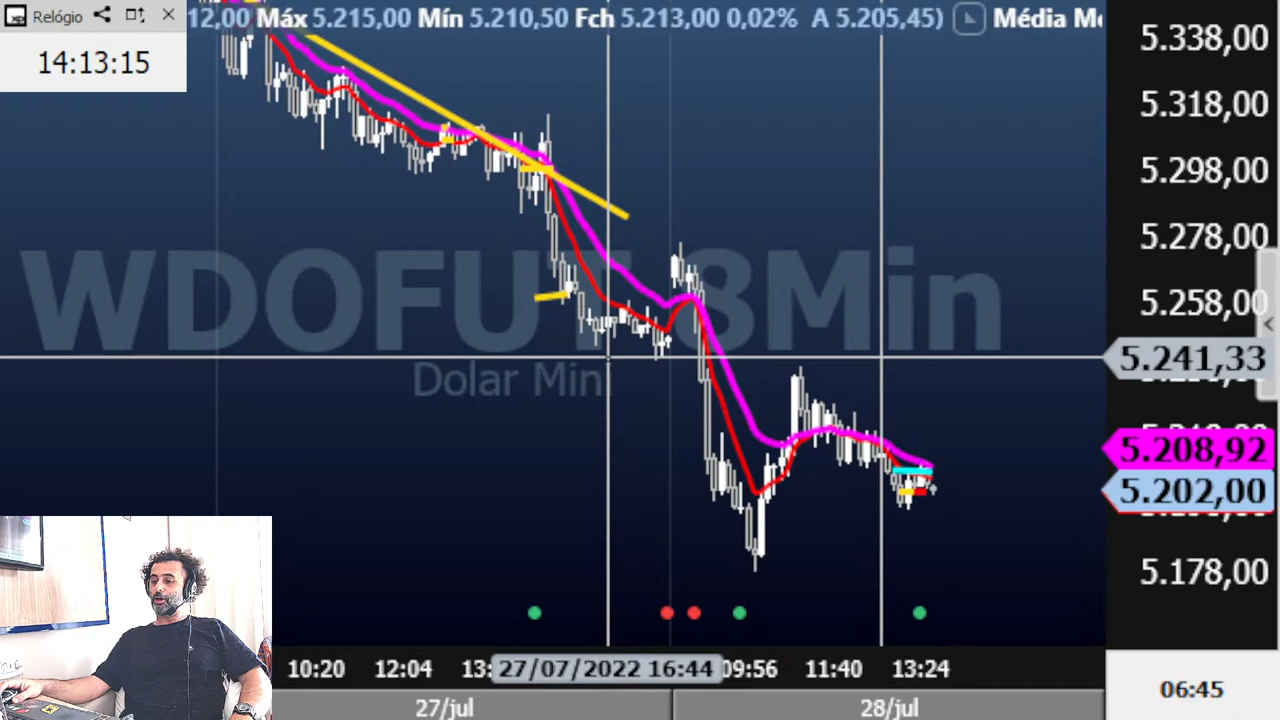 Relógio
14:13:15
12,00 Máx 5.215,00 Mín 5.210,50 Fch 5.213,00 0,02% A 5.205,45)
5.338,00
5.318,00
5.298,00
5.278,00
5.258,00
WDOFUT 8Min
Dolar Mini
5.241,33
5.208,92
5.202,00
5.178,00
10:20 12:04 27/07/2022 16:44 09:56 11:40 13:24
06:45
27/jul 28/jul